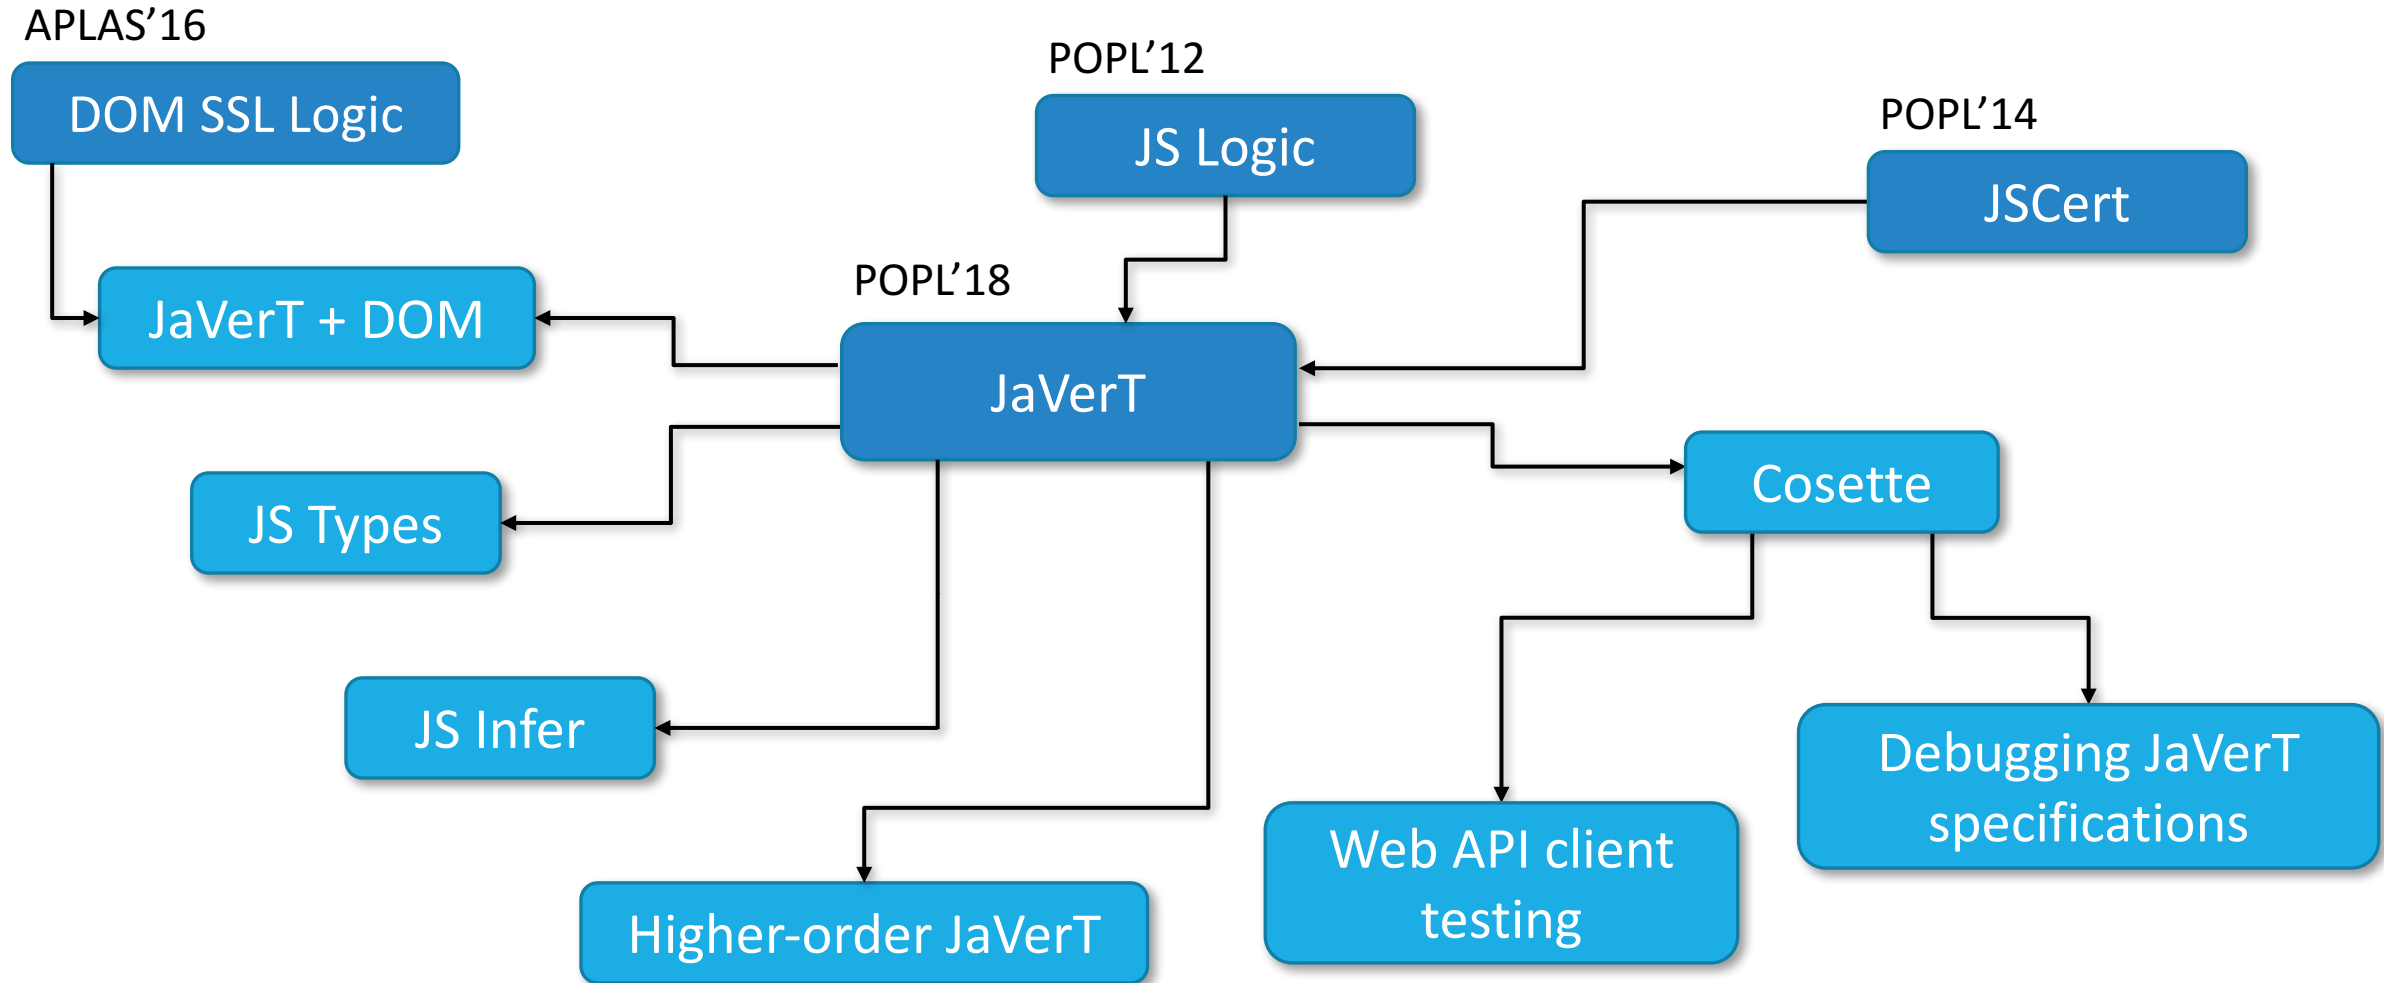 APLAS’16
DOM SSL Logic
POPL’12
JS Logic
POPL’14
JSCert
POPL’18
JaVerT + DOM
JaVerT
JS Types
Cosette
JS Infer
Debugging JaVerT
specifications
Web API client
testing
Higher-order JaVerT